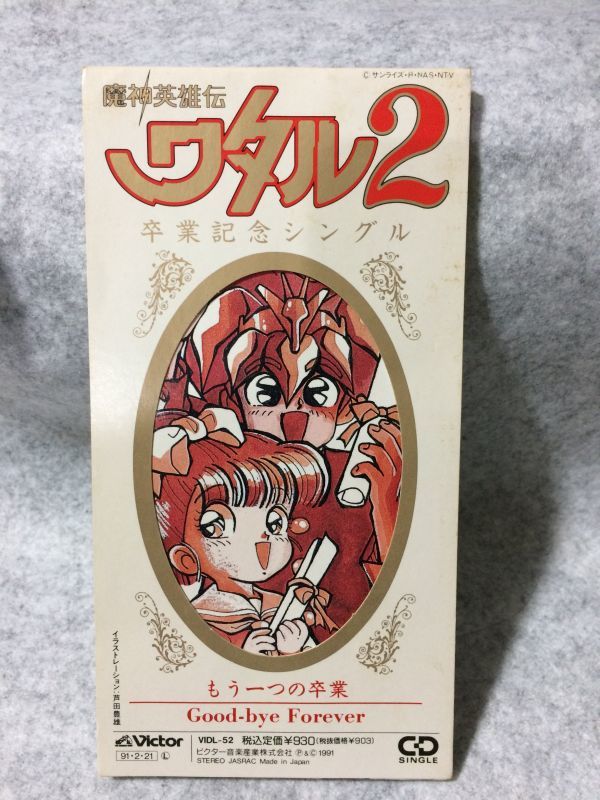 © サンライズ・R・NAS・NTV
魔神英雄伝
ワタル2
卒業記念シングル
イラストレーション・芦田豊雄
もう一つの卒業
Good-bye Forever
Victor
91・2・21 Ⓛ
VIDL-52 税込定価¥930(税抜価格¥903)
ビクター音楽産業株式会社 Ⓟ&©1991
STEREO JASRAC Made in Japan
CD
SINGLE